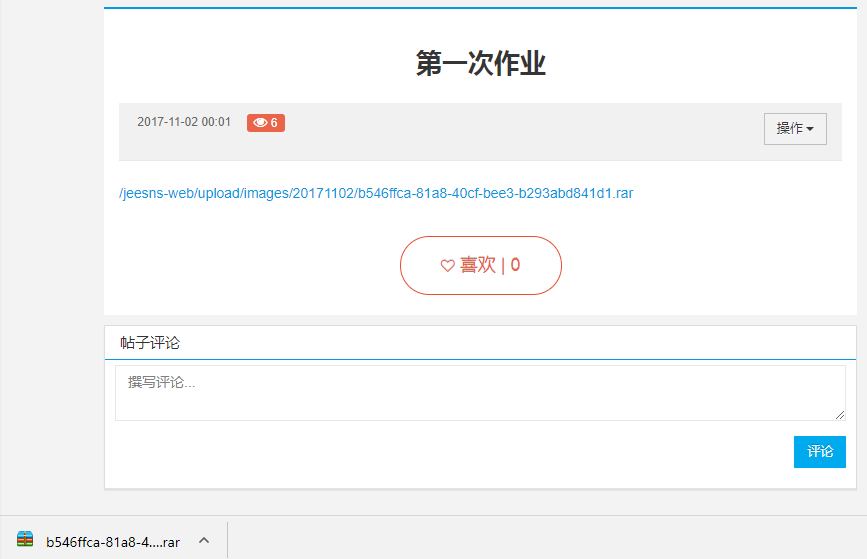 第一次作业
2017-11-02 00:01 6 操作
/jeesns-web/upload/images/20171102/b546ffca-81a8-40cf-bee3-b293abd841d1.rar
喜欢 | 0
帖子评论
撰写评论...
评论
b546ffca-81a8-4....rar